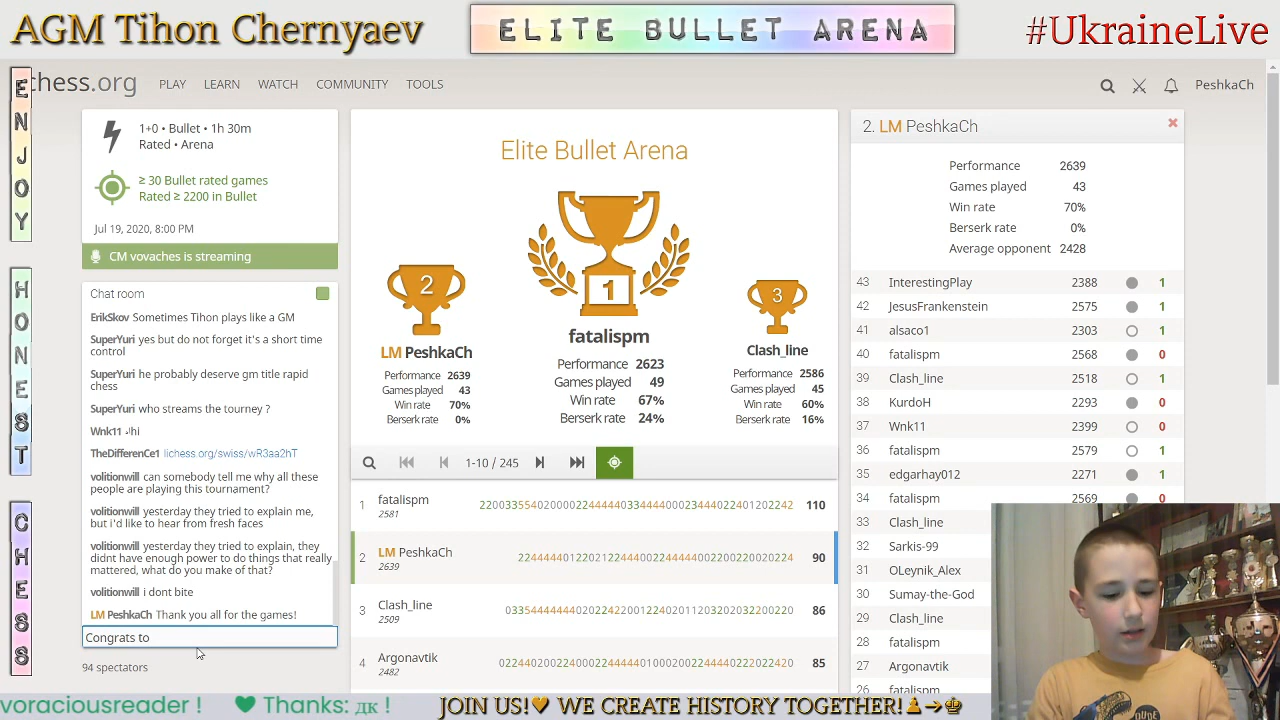 AGM Tihon Chernyaev
ELITE BULLET ARENA
#UkraineLive
ENJOY
HONEST
CHESS
chess.org
PLAY LEARN WATCH COMMUNITY TOOLS
PeshkaCh
1+0 • Bullet • 1h 30m
Rated • Arena
≥ 30 Bullet rated games
Rated ≥ 2200 in Bullet
Jul 19, 2020, 8:00 PM
CM vovaches is streaming
Chat room
ErikSkov Sometimes Tihon plays like a GM
SuperYuri yes but do not forget it's a short time
control
SuperYuri he probably deserve gm title rapid
chess
SuperYuri who streams the tourney ?
Wnk11 hi
TheDifferenCe1 lichess.org/swiss/wR3aa2hT
volitionwill can somebody tell me why all these
people are playing this tournament?
volitionwill yesterday they tried to explain me,
but i'd like to hear from fresh faces
volitionwill yesterday they tried to explain, they
didnt have enough power to do things that really
mattered, what do you make of that?
volitionwill i dont bite
LM PeshkaCh Thank you all for the games!
Congrats to
94 spectators
Elite Bullet Arena
2
LM PeshkaCh
Performance 2639
Games played 43
Win rate 70%
Berserk rate 0%
1
fatalispm
Performance 2623
Games played 49
Win rate 67%
Berserk rate 24%
3
Clash_line
Performance 2586
Games played 45
Win rate 60%
Berserk rate 16%
1-10 / 245
1 fatalispm 2581 2200335540200002244444033444400023444022401202242 110
2 LM PeshkaCh 2639 2244444012202122444002244444002200220020224 90
3 Clash_line 2509 86
4 Argonavtik 2482 85
2. LM PeshkaCh
Performance 2639
Games played 43
Win rate 70%
Berserk rate 0%
Average opponent 2428
43 InterestingPlay 2388 1
42 JesusFrankenstein 2575 1
41 alsaco1 2303 1
40 fatalispm 2568 0
39 Clash_line 2518 1
38 KurdoH 2293 0
37 Wnk11 2399 0
36 fatalispm 2579 1
35 edgarhay012 2271 1
34 fatalispm 2569 0
33 Clash_line
32 Sarkis-99
31 OLeynik_Alex
30 Sumay-the-God
29 Clash_line
28 fatalispm
27 Argonavtik
26 fatalispm
voraciousreader ! Thanks: дк ! JOIN US! WE CREATE HISTORY TOGETHER!